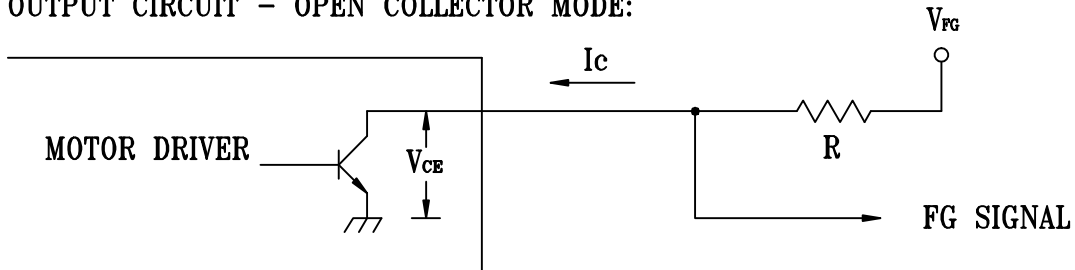 OUTPUT CIRCUIT – OPEN COLLECTOR MODE:
VFG
Ic
MOTOR DRIVER
VCE
R
FG SIGNAL